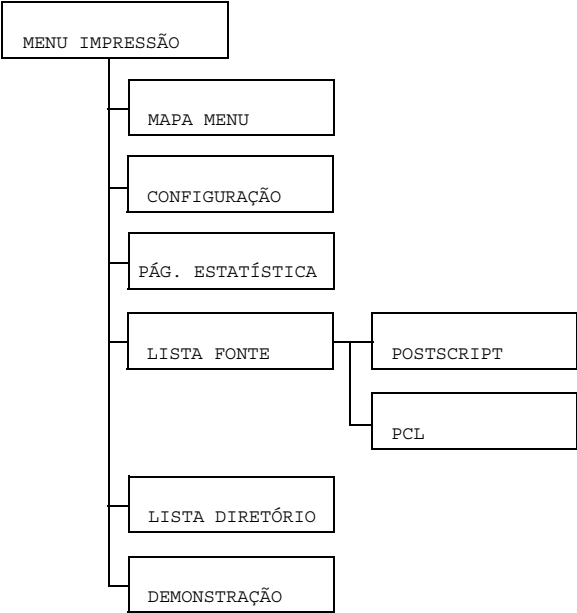 MENU IMPRESSÃO
MAPA MENU
CONFIGURAÇÃO
PÁG. ESTATÍSTICA
LISTA FONTE
POSTSCRIPT
PCL
LISTA DIRETÓRIO
DEMONSTRAÇÃO